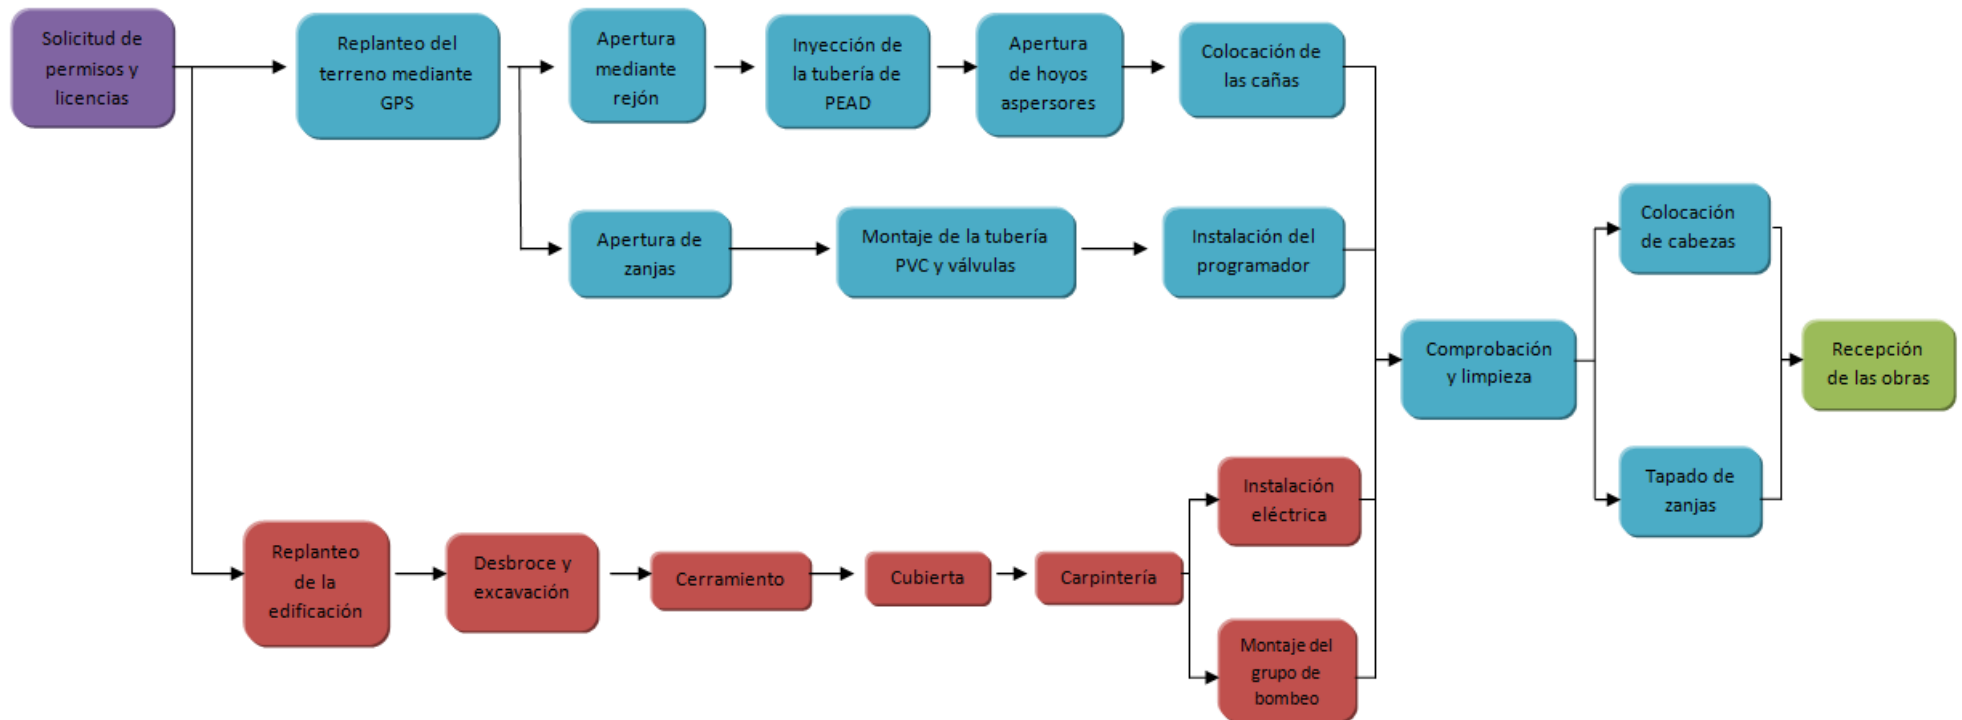 Solicitud de
permisos y
licencias
Replanteo del
terreno mediante
GPS
Apertura
mediante
rejón
Inyección de
la tubería de
PEAD
Apertura
de hoyos
aspersores
Colocación de
las cañas
Apertura de
zanjas
Montaje de la tubería
PVC y válvulas
Instalación del
programador
Replanteo
de la
edificación
Desbroce y
excavación
Cerramiento
Cubierta
Carpintería
Instalación
eléctrica
Montaje del
grupo de
bombeo
Comprobación
y limpieza
Colocación
de cabezas
Tapado de
zanjas
Recepción
de las obras